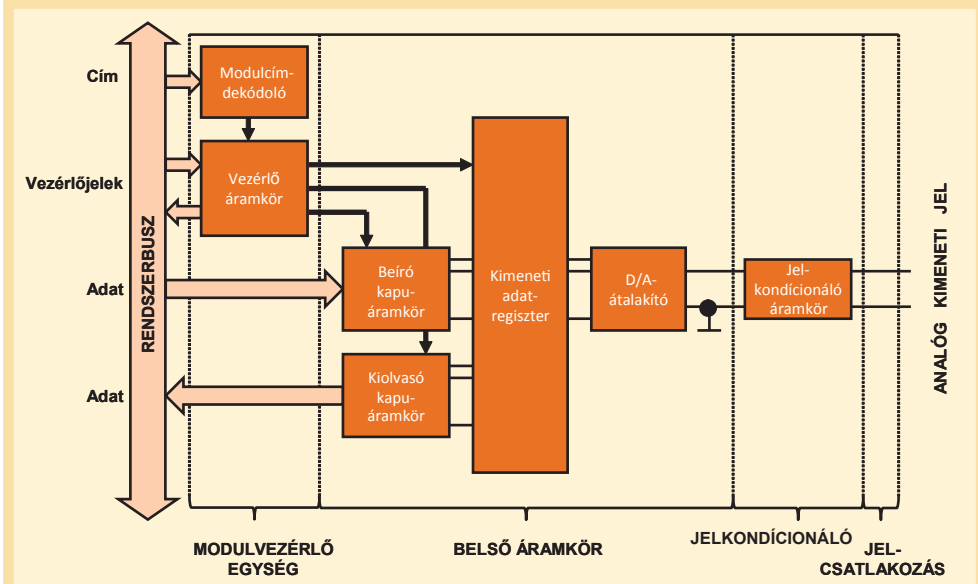 Cím
Modulcím-
dekódoló
Vezérlőjelek
Vezérlő
áramkör
RENDSZERBUSZ
Adat
Beíró
kapu-
áramkör
Kimeneti
adat-
regiszter
D/A-
átalakító
Jel-
kondícionáló
áramkör
ANALÓG KIMENETI JEL
Adat
Kiolvasó
kapu-
áramkör
MODULVEZÉRLŐ
EGYSÉG
BELSŐ ÁRAMKÖR
JELKONDÍCIONÁLÓ
JEL-
CSATLAKOZÁS